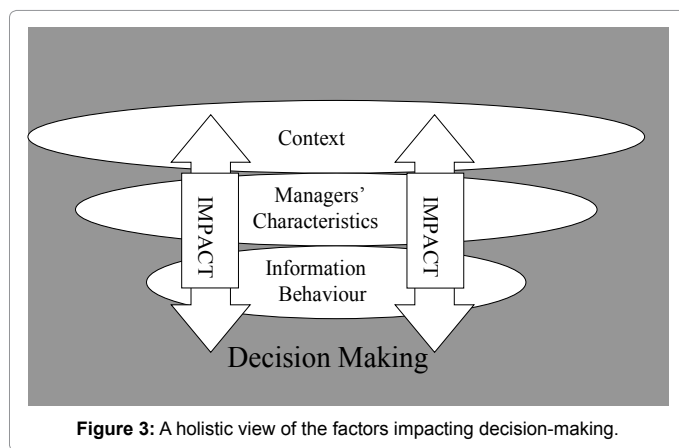 Context
Managers'
Characteristics
Information
Behaviour
IMPACT
IMPACT
Decision Making
Figure 3: A holistic view of the factors impacting decision-making.